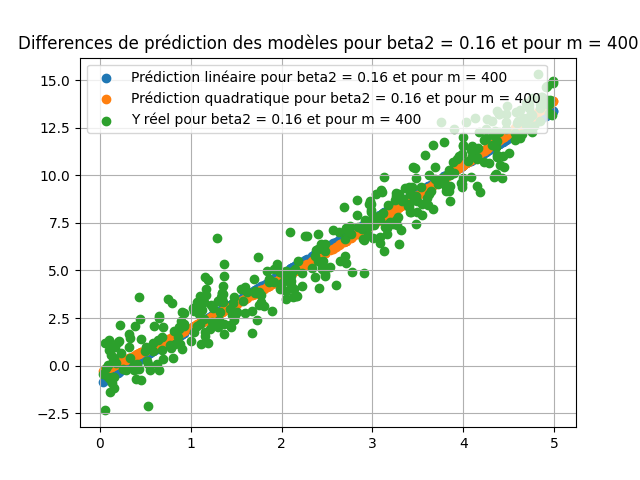 Differences de prédiction des modèles pour beta2 = 0.16 et pour m = 400
Prédiction linéaire pour beta2 = 0.16 et pour m = 400
Prédiction quadratique pour beta2 = 0.16 et pour m = 400
Y réel pour beta2 = 0.16 et pour m = 400
15.0
12.5
10.0
7.5
5.0
2.5
0.0
−2.5
0 1 2 3 4 5